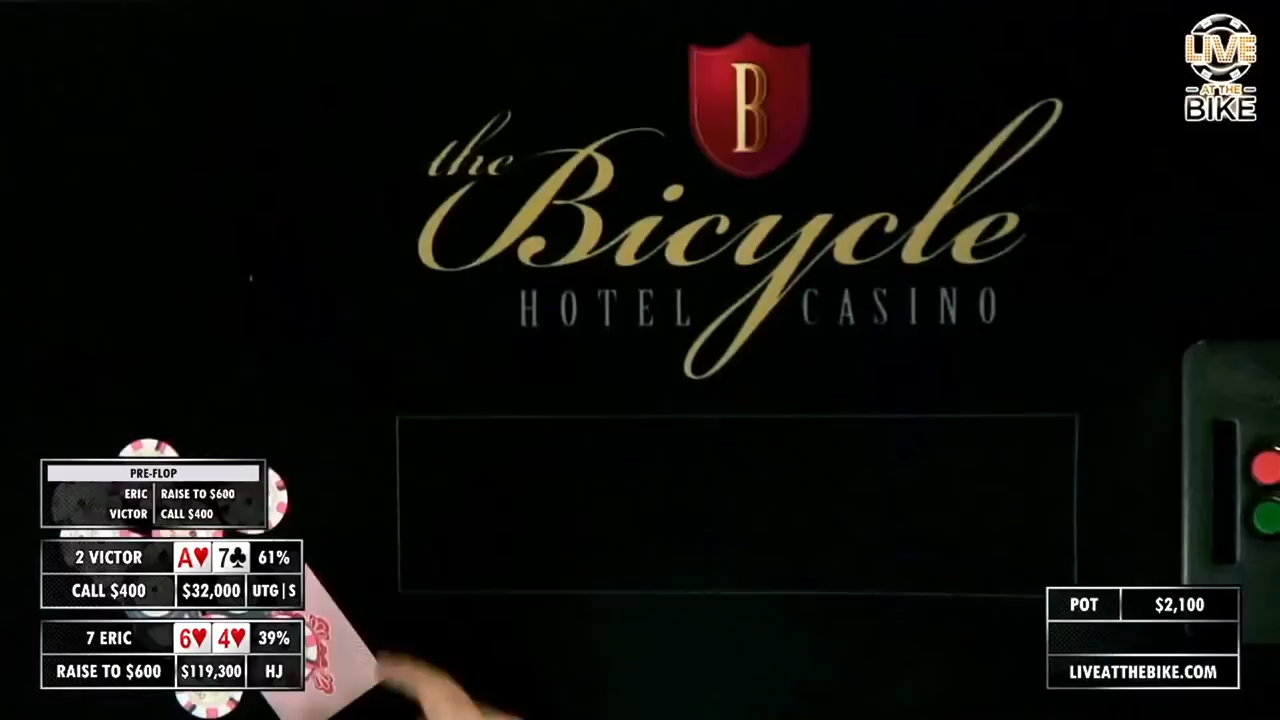 LIVE
AT THE
BIKE
B
the
Bicycle
HOTEL CASINO
PRE-FLOP
ERIC RAISE TO $600
VICTOR CALL $400
2 VICTOR A♥ 7♣ 61%
CALL $400 $32,000 UTG|S
7 ERIC 6♥ 4♥ 39%
RAISE TO $600 $119,300 HJ
POT $2,100
LIVEATTHEBIKE.COM